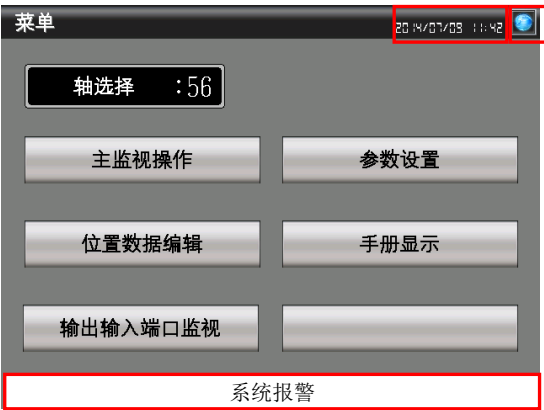 菜单 2014/07/09 11:42
轴选择 :56
主监视操作 参数设置
位置数据编辑 手册显示
输出输入端口监视
系统报警